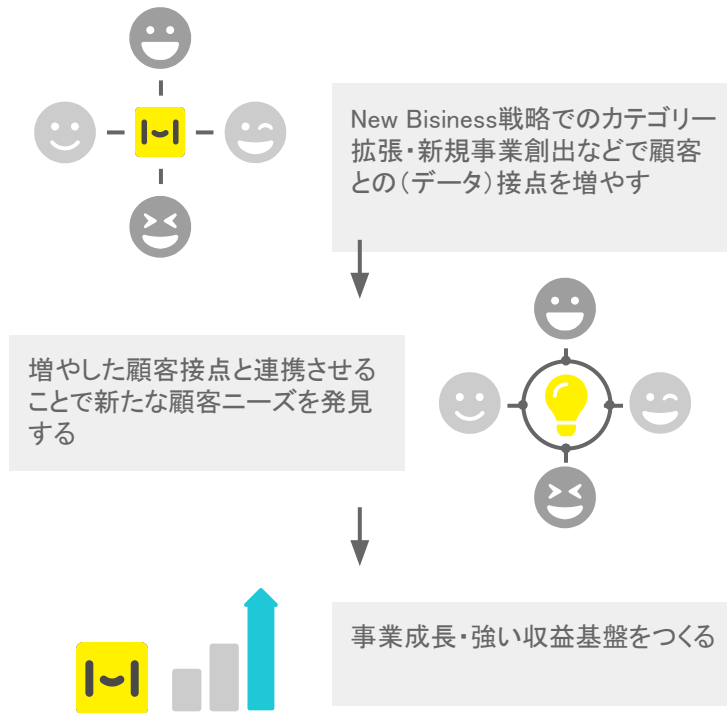 New Bisiness戦略でのカテゴリー
拡張・新規事業創出などで顧客
との（データ）接点を増やす
増やした顧客接点と連携させる
ことで新たな顧客ニーズを発見
する
事業成長・強い収益基盤をつくる